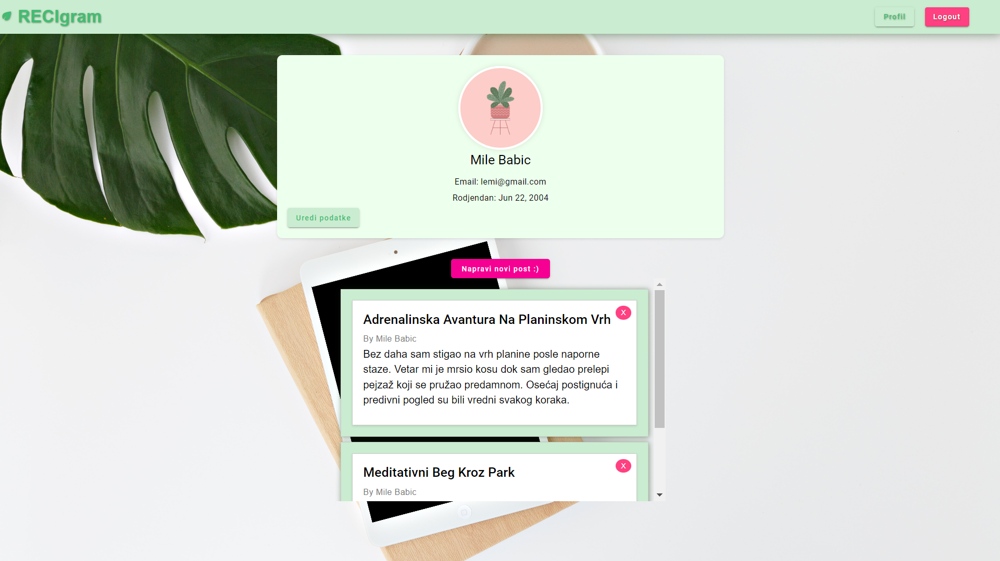 RECIgram
Profil
Logout
Mile Babic
Email: lemi@gmail.com
Rodjendan: Jun 22, 2004
Uredi podatke
Napravi novi post :)
Adrenalinska Avantura Na Planinskom Vrh
X
By Mile Babic
Bez daha sam stigao na vrh planine posle naporne
staze. Vetar mi je mrsio kosu dok sam gledao prelepi
pejzaž koji se pružao predamnom. Osećaj postignuća i
predivni pogled su bili vredni svakog koraka.
Meditativni Beg Kroz Park
X
By Mile Babic